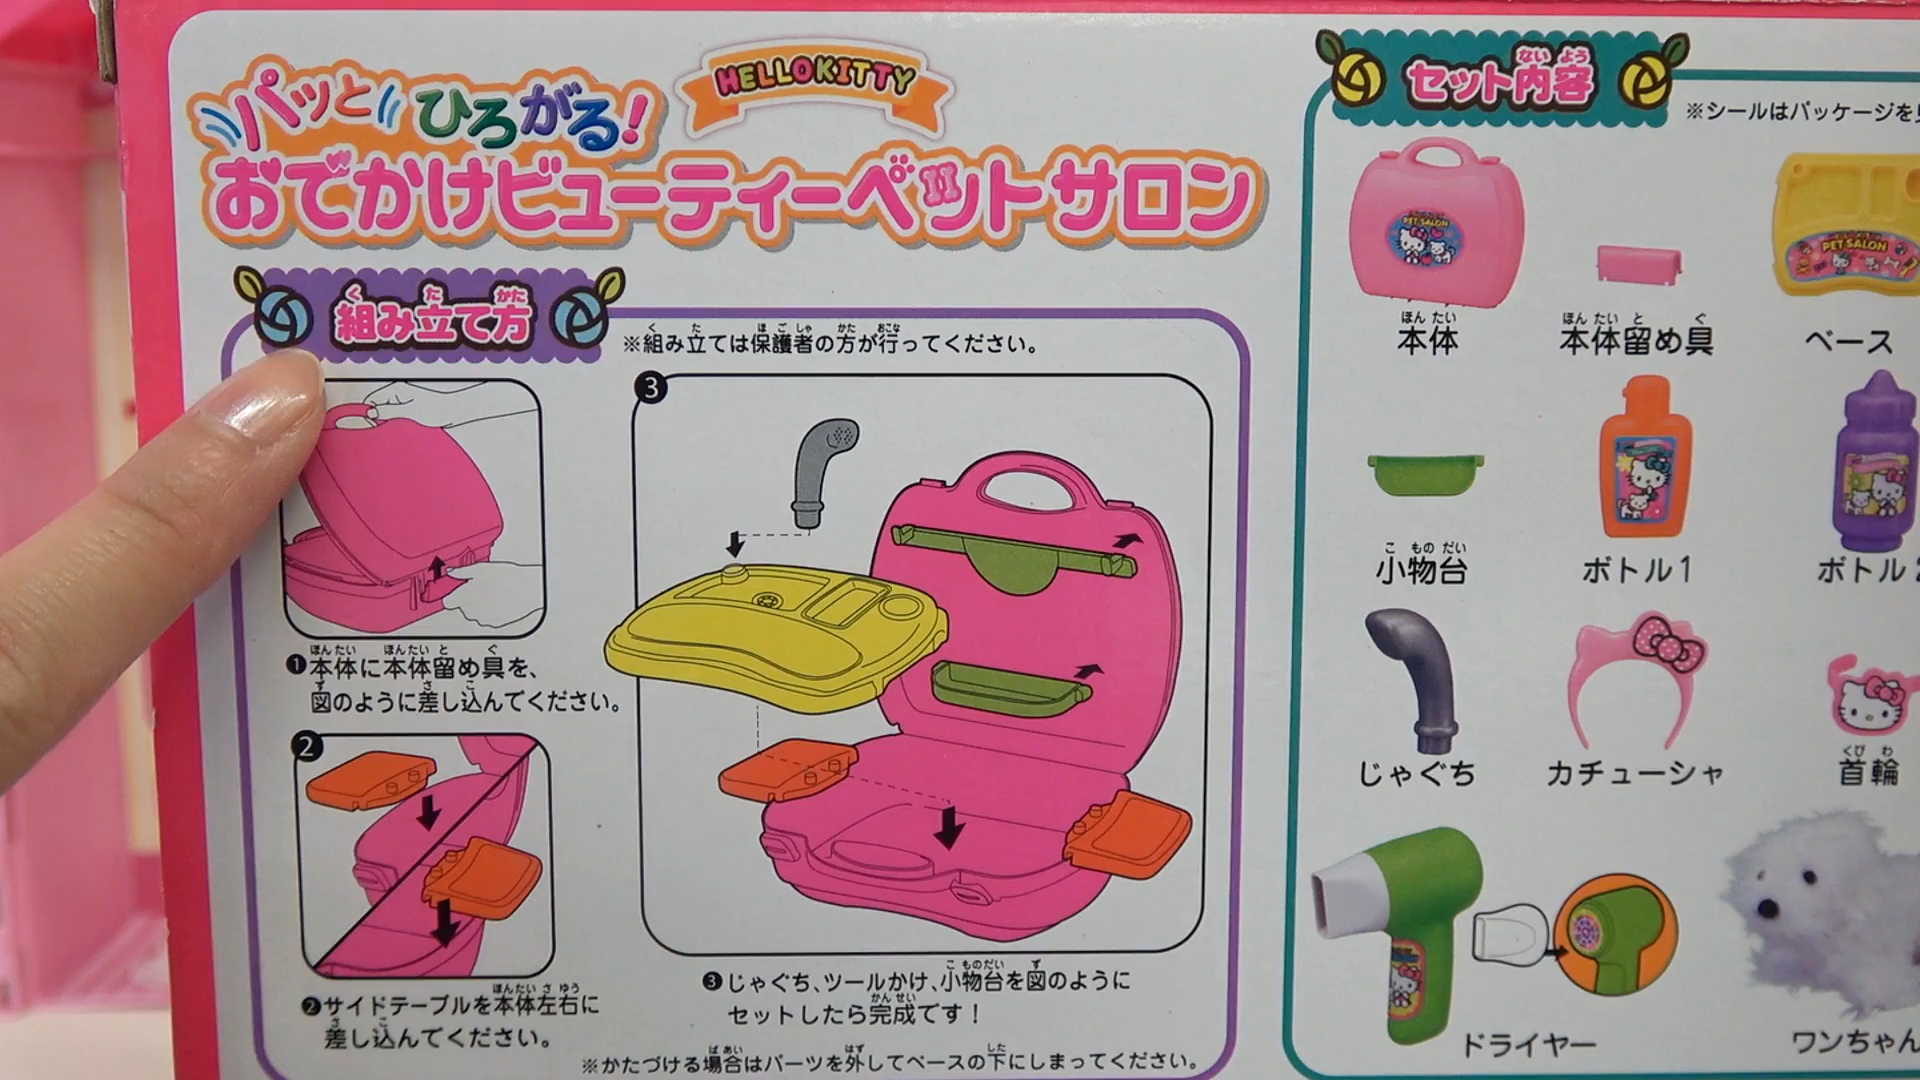 HELLO KITTY
パッとひろがる!
おでかけビューティーペットサロン
組み立て方
※組み立ては保護者の方が行ってください。
❶本体に本体留め具を、
図のように差し込んでください。
❷サイドテーブルを本体左右に
差し込んでください。
❸じゃぐち、ツールかけ、小物台を図のように
セットしたら完成です!
※かたづける場合はパーツを外してベースの下にしまってください。
セット内容
※シールはパッケージを
PET SALON
PET SALON
本体
本体留め具
ベース
小物台
ボトル1
ボトル
じゃぐち
カチューシャ
首輪
ドライヤー
ワンちゃん